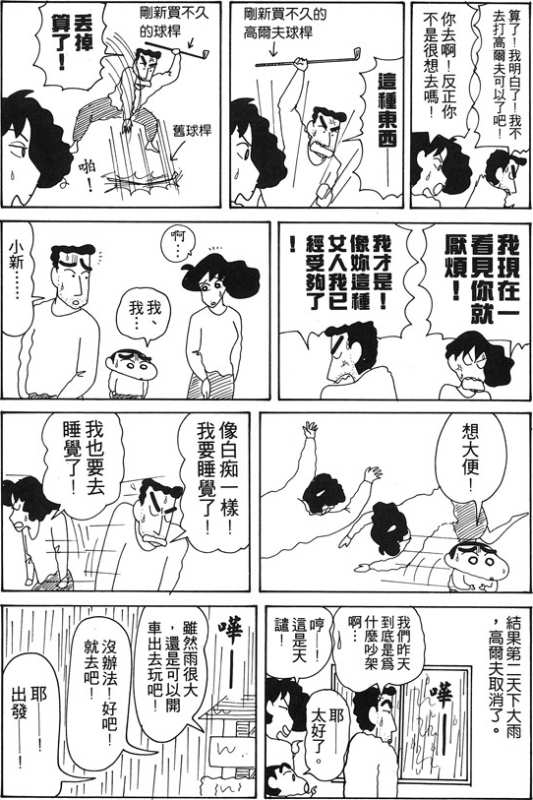 算了！我明白了！我不
去打高爾夫可以了吧！
你去啊！反正你
不是很想去嗎！
剛新買不久的
高爾夫球桿
這種東西——
剛新買不久
的球桿
丟掉
算了！
舊球桿
啪！
我現在一
看見你就
厭煩！
我才是！
像妳這種
女人我已
經受夠了
！
啊…
我、
我…
小新……
想大便！
像白痴一樣！
我要睡覺了！
我也要去
睡覺了！
結果第二天下大雨
，高爾夫取消了。
嘩——
我們昨天
到底是爲
什麼吵架
啊…
哼！
這是天
譴！
耶——
太好了。
嘩——
雖然雨很大
，還是可以開
車出去玩吧！
沒辦法！好吧！
就去吧！
耶——！
出發——！